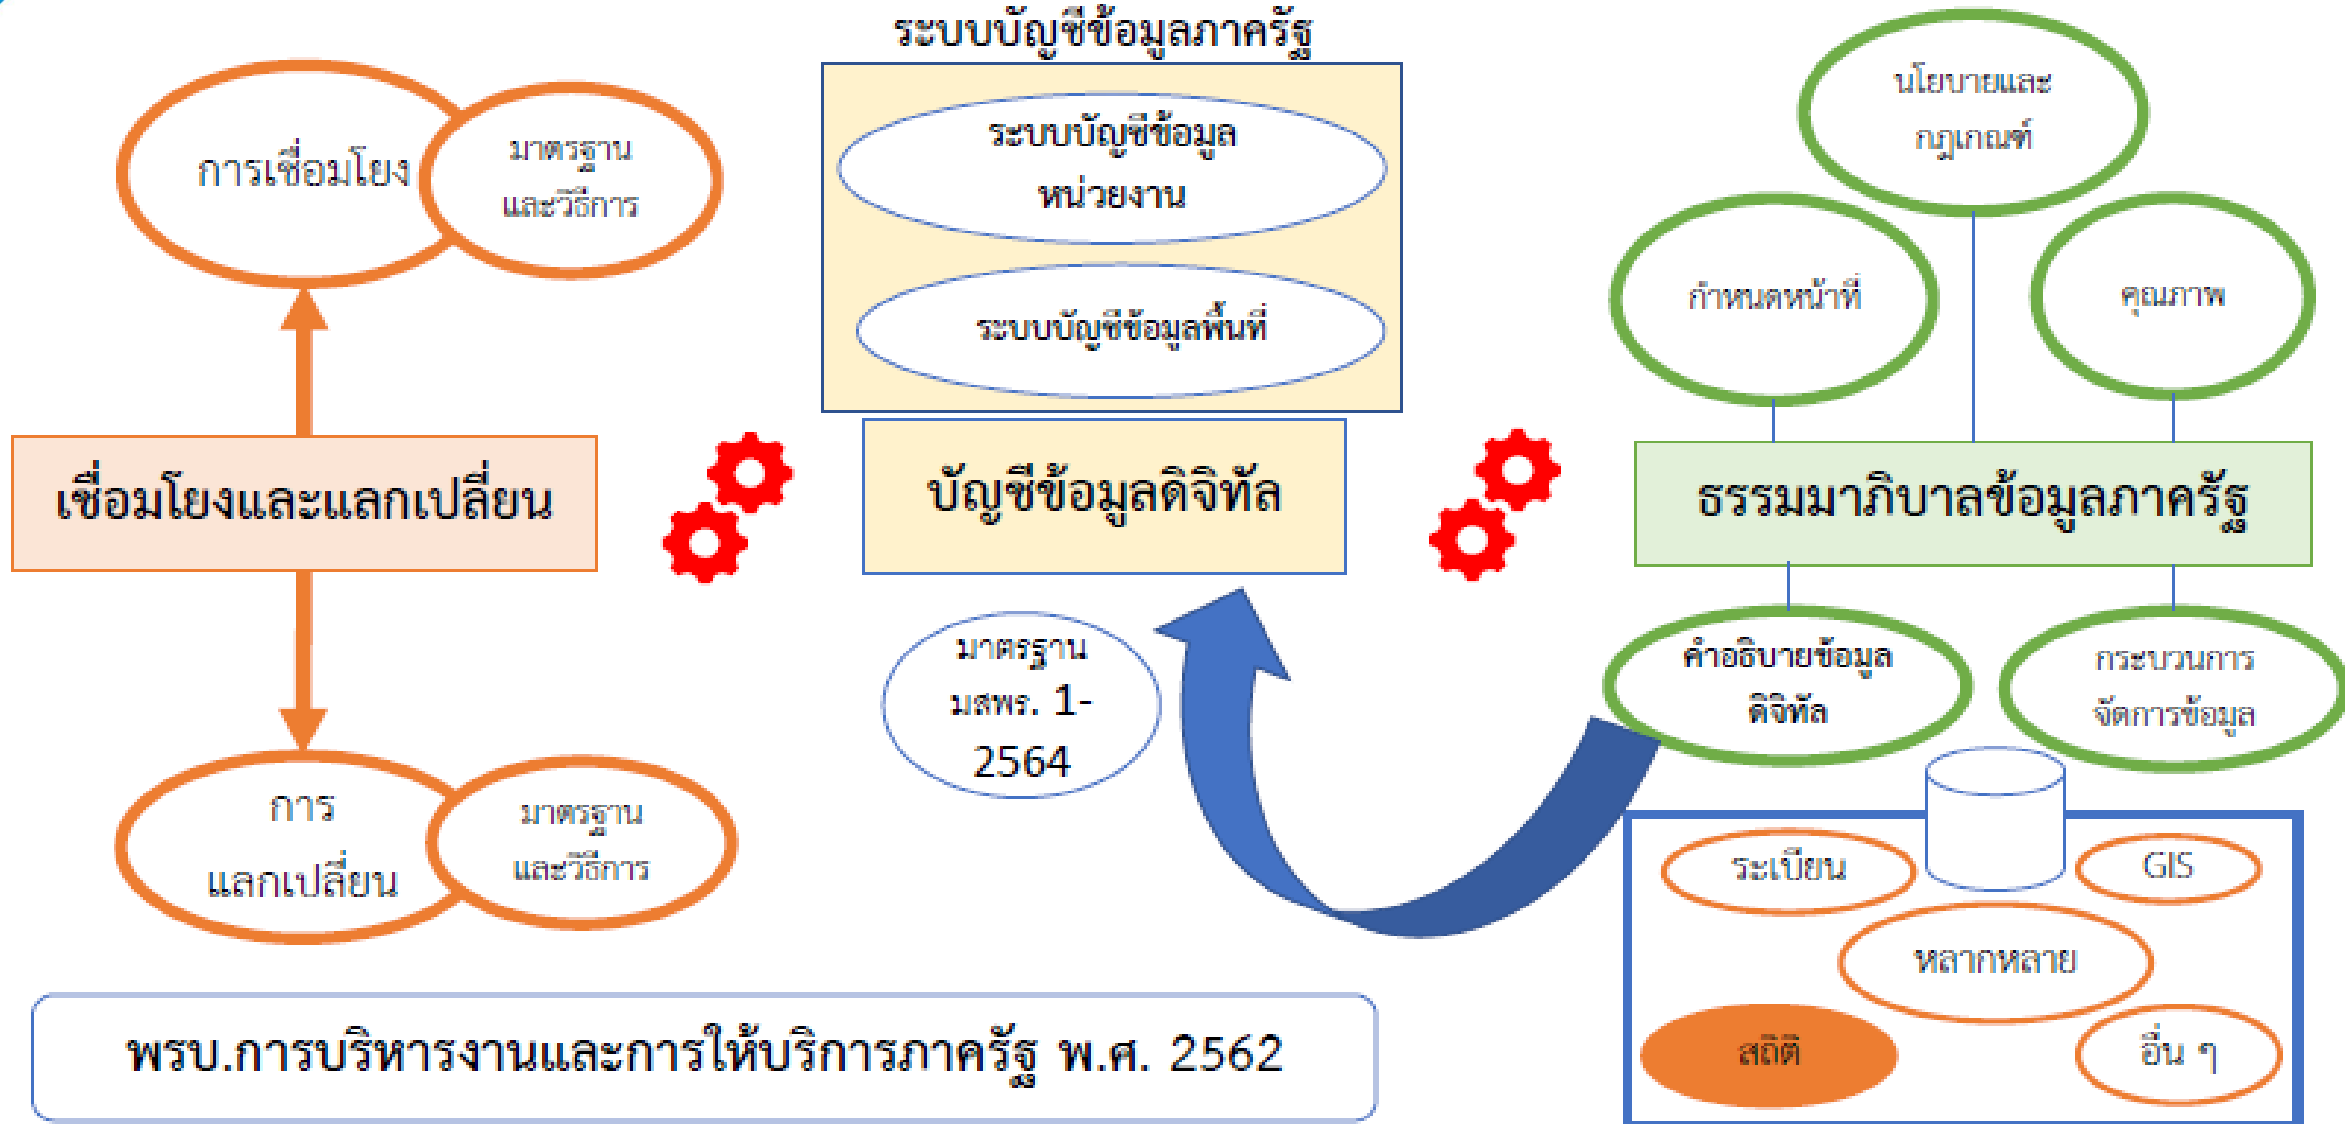 ระบบบัญชีข้อมูลภาครัฐ
การเชื่อมโยง
มาตรฐาน
และวิธีการ
ระบบบัญชีข้อมูล
หน่วยงาน
ระบบบัญชีข้อมูลพื้นที่
นโยบายและ
กฎเกณฑ์
กำหนดหน้าที่
คุณภาพ
เชื่อมโยงและแลกเปลี่ยน
บัญชีข้อมูลดิจิทัล
ธรรมมาภิบาลข้อมูลภาครัฐ
มาตรฐาน
มสพร. 1-
2564
คำอธิบายข้อมูล
ดิจิทัล
กระบวนการ
จัดการข้อมูล
การ
แลกเปลี่ยน
มาตรฐาน
และวิธีการ
ระเบียน
GIS
หลากหลาย
สถิติ
อื่น ๆ
พรบ.การบริหารงานและการให้บริการภาครัฐ พ.ศ. 2562